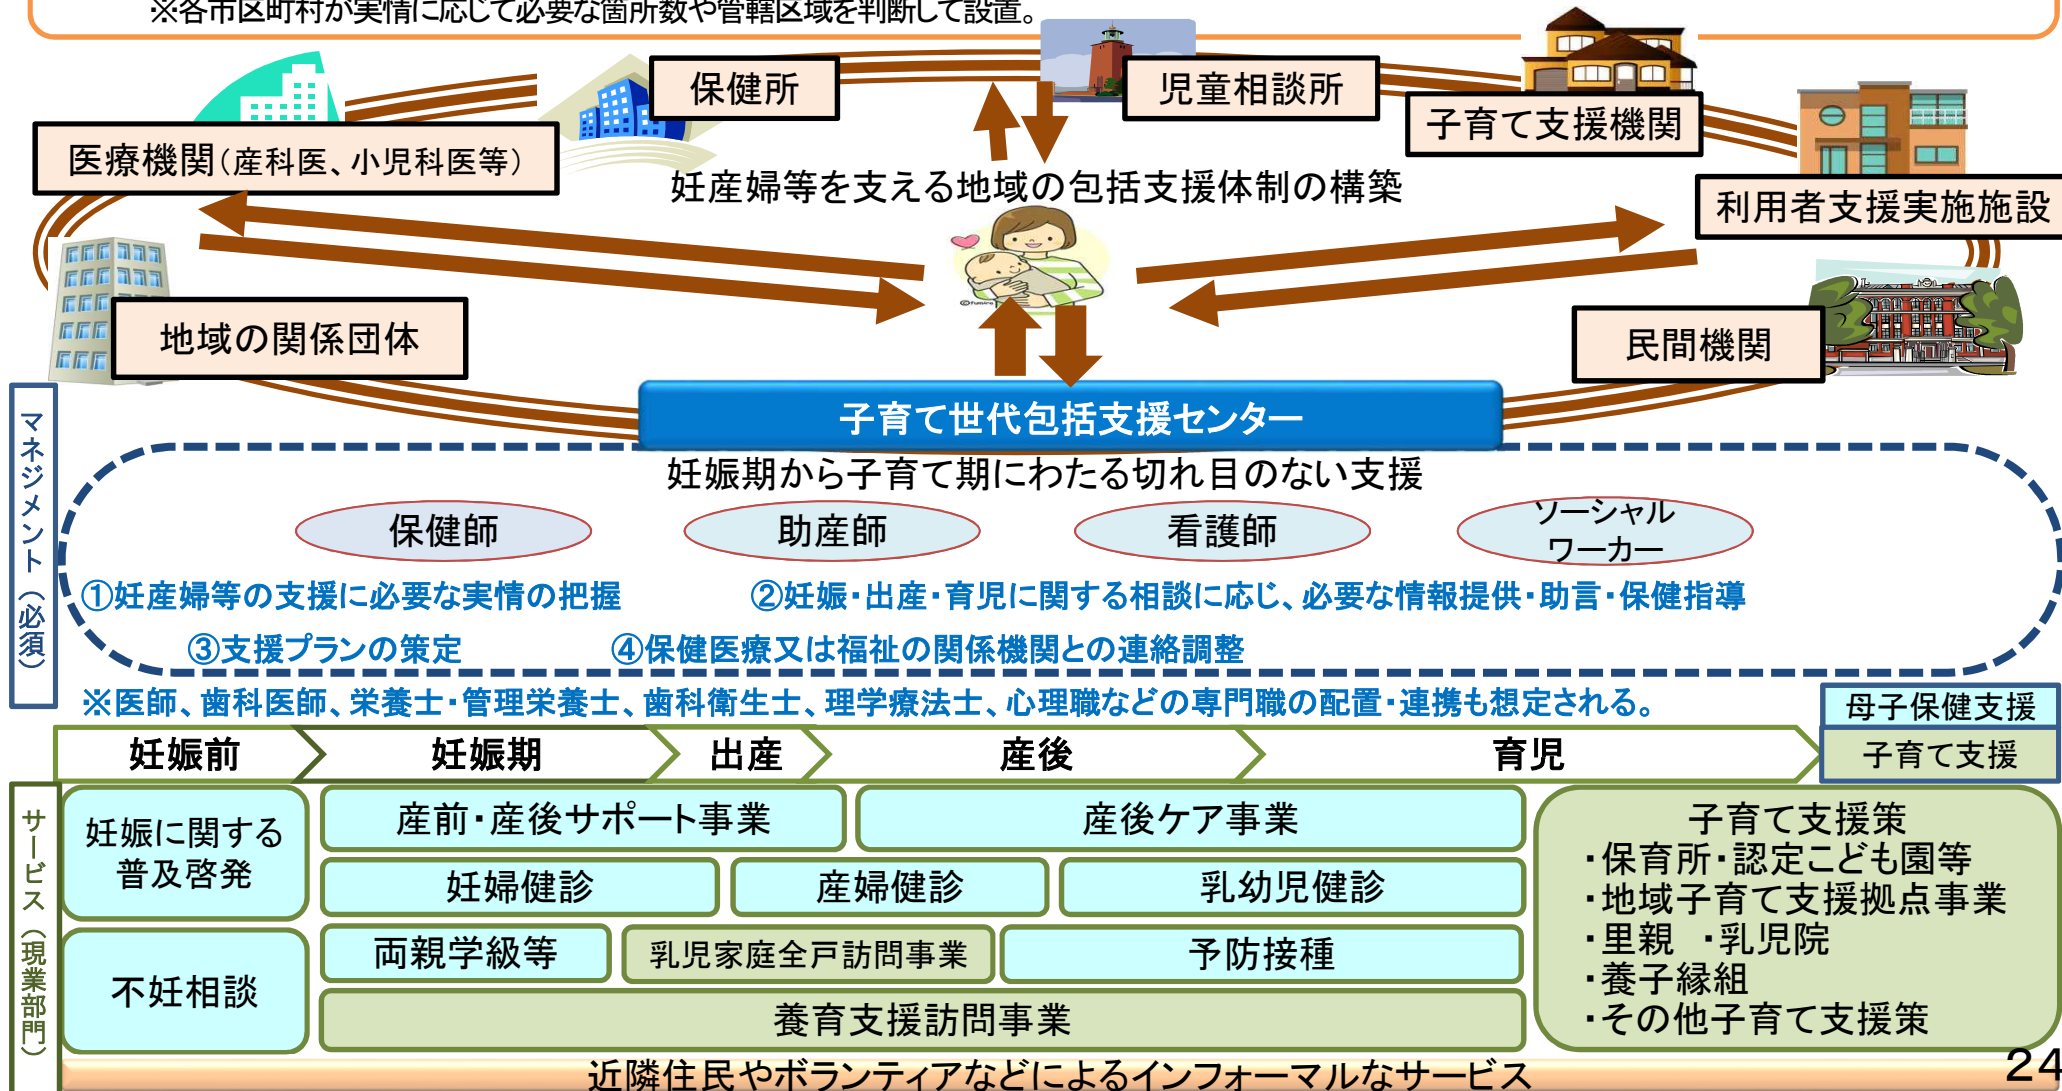 ※各市区町村が実情に応じて必要な箇所数や管轄区域を判断して設置。
保健所
児童相談所
子育て支援機関
医療機関(産科医、小児科医等)
妊産婦等を支える地域の包括支援体制の構築
利用者支援実施施設
地域の関係団体
民間機関
子育て世代包括支援センター
マネジメント(必須)
妊娠期から子育て期にわたる切れ目のない支援
保健師
助産師
看護師
ソーシャル
ワーカー
①妊産婦等の支援に必要な実情の把握
②妊娠・出産・育児に関する相談に応じ、必要な情報提供・助言・保健指導
③支援プランの策定
④保健医療又は福祉の関係機関との連絡調整
※医師、歯科医師、栄養士・管理栄養士、歯科衛生士、理学療法士、心理職などの専門職の配置・連携も想定される。
母子保健支援
子育て支援
妊娠前
妊娠期
出産
産後
育児
サービス(現業部門)
妊娠に関する
普及啓発
産前・産後サポート事業
産後ケア事業
妊婦健診
産婦健診
乳幼児健診
不妊相談
両親学級等
乳児家庭全戸訪問事業
予防接種
養育支援訪問事業
子育て支援策
・保育所・認定こども園等
・地域子育て支援拠点事業
・里親 ・乳児院
・養子縁組
・その他子育て支援策
近隣住民やボランティアなどによるインフォーマルなサービス
24